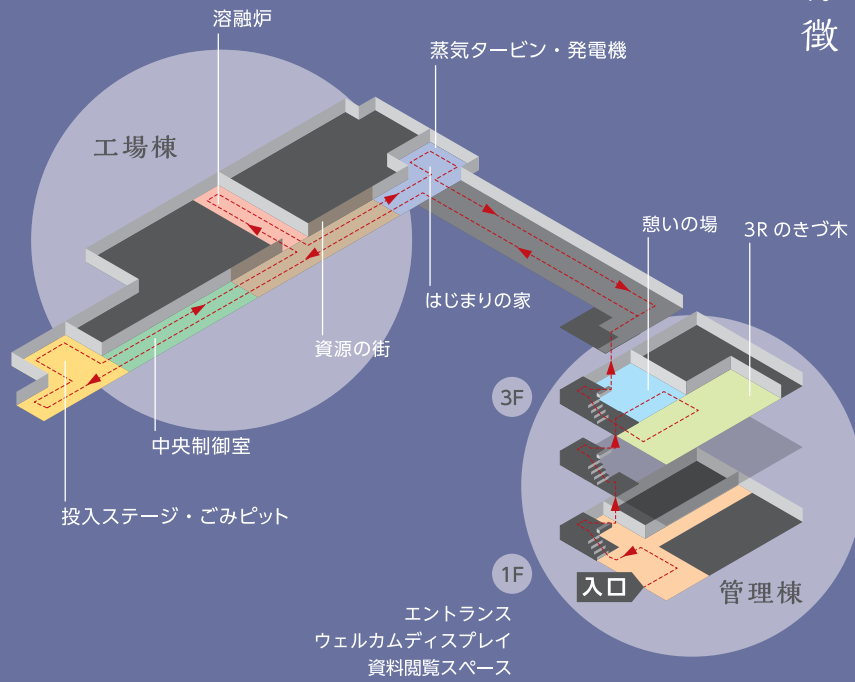 徴
溶融炉
蒸気タービン・発電機
工場棟
憩いの場
3Rのきづ木
はじまりの家
資源の街
3F
中央制御室
投入ステージ・ごみピット
1F
入口
管理棟
エントランス
ウェルカムディスプレイ
資料閲覧スペース